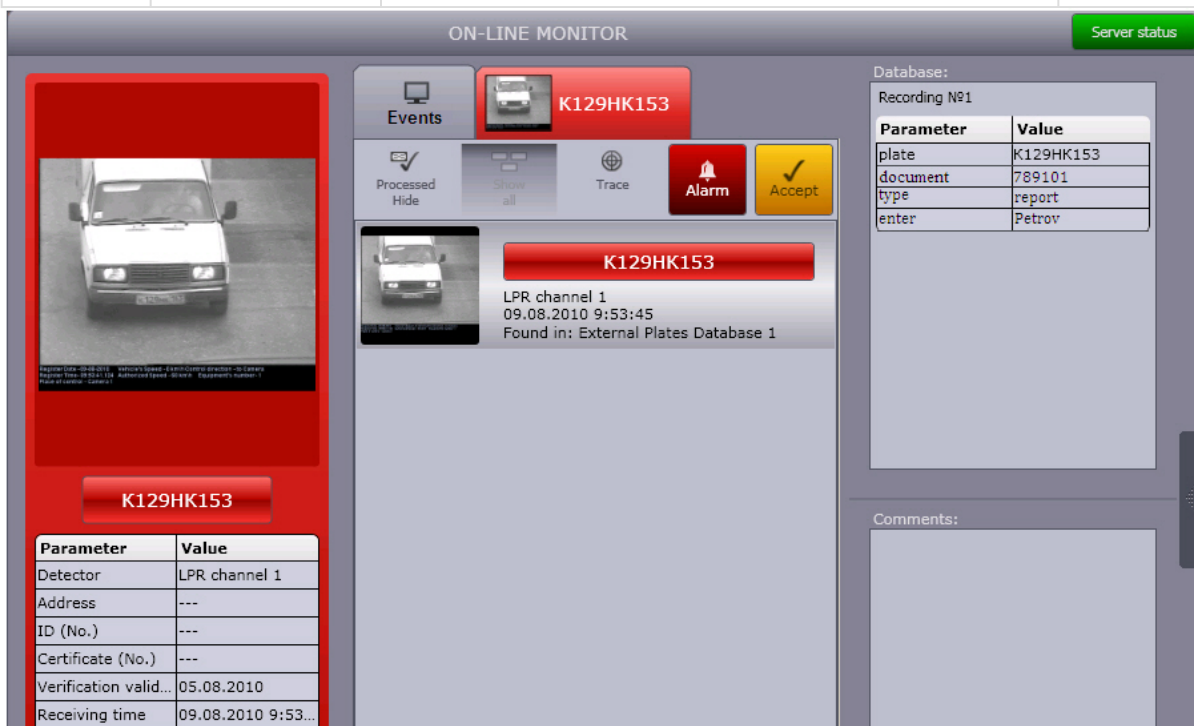 ON-LINE MONITOR
Server status
K129HK153
Parameter Value
Detector LPR channel 1
Address ---
ID (No.) ---
Certificate (No.) ---
Verification valid... 05.08.2010
Receiving time 09.08.2010 9:53...
Events
K129HK153
Processed
Hide
Show
all
Trace
Alarm
Accept
K129HK153
LPR channel 1
09.08.2010 9:53:45
Found in: External Plates Database 1
Database:
Recording №1
Parameter Value
plate K129HK153
document 789101
type report
enter Petrov
Comments: